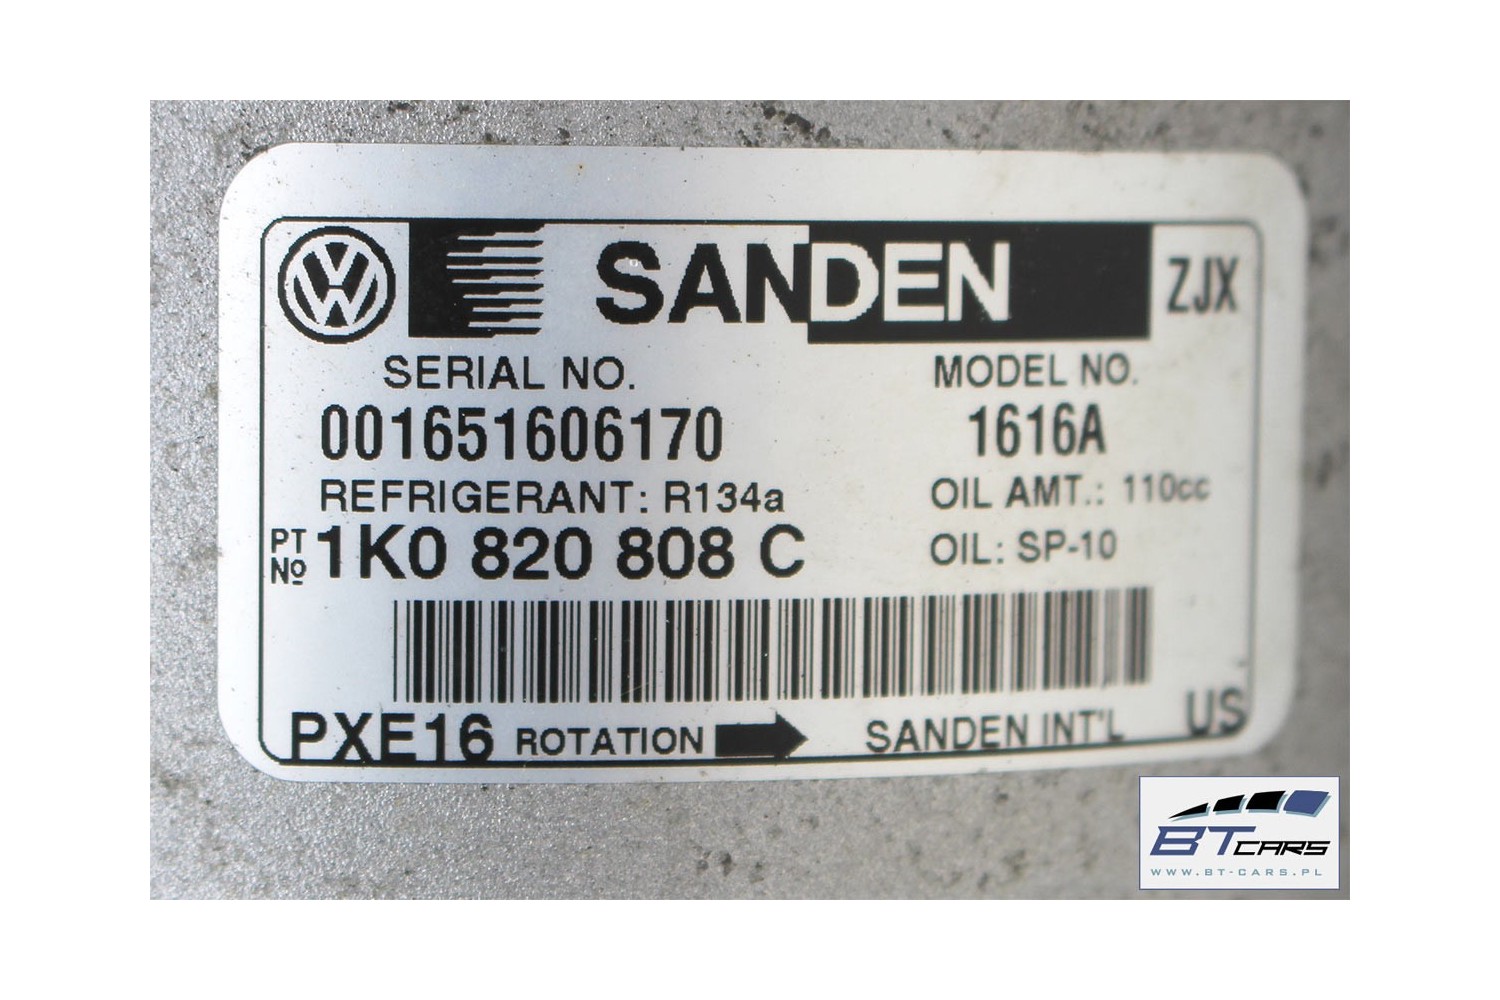 SANDEN ZJX
SERIAL NO. MODEL NO.
001651606170 1616A
REFRIGERANT: R134a OIL AMT.: 110cc
PT No 1K0 820 808 C OIL: SP-10
PXE16 ROTATION SANDEN INT'L US
BT CARS
WWW.BT-CARS.PL